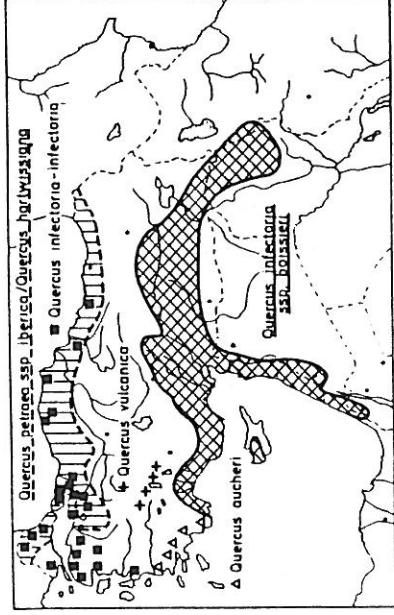 Quercus petraea ssp iberica/Quercus hartwissiana
■ Quercus infectoria-infectoria
+ Quercus vulcanica
Quercus infectoria
ssp. boissieri
△ Quercus aucheri